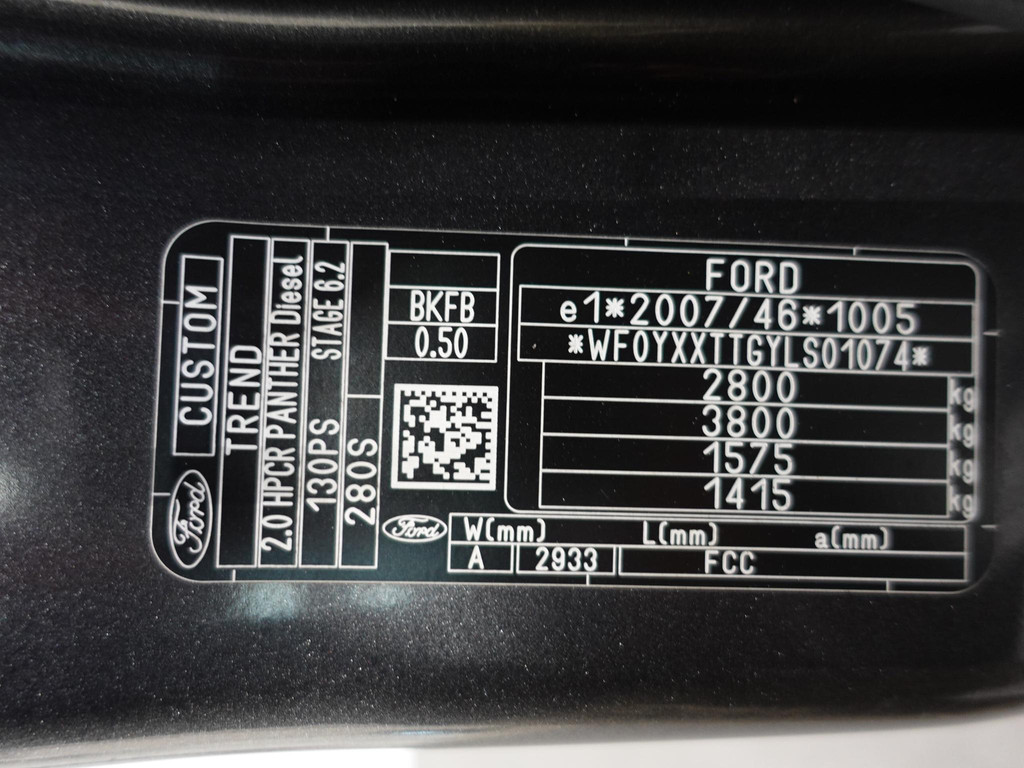 CUSTOM
Ford
TREND
2.0 HPCR PANTHER Diesel
130PS STAGE 6.2
280S
BKFB
0.50
Ford
FORD
e1*2007/46*1005
*WF0YXXTTGYLS01074*
2800 kg
3800 kg
1575 kg
1415 kg
W(mm) L(mm) a(mm)
A 2933 FCC